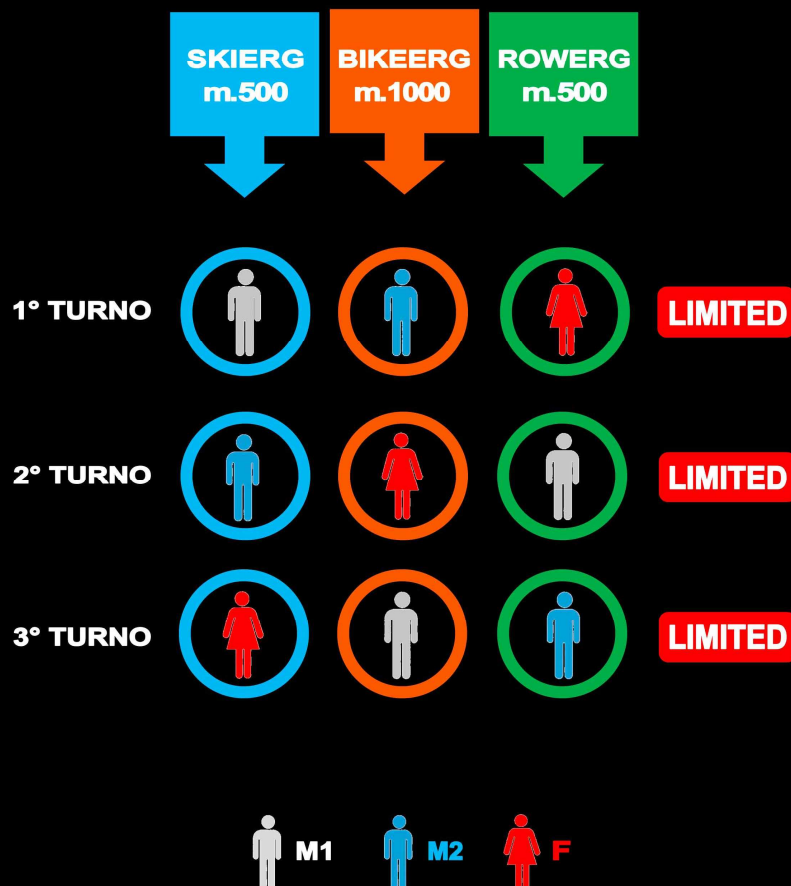 SKIERG
m.500
BIKEERG
m.1000
ROWERG
m.500
1° TURNO
LIMITED
2° TURNO
LIMITED
3° TURNO
LIMITED
M1
M2
F